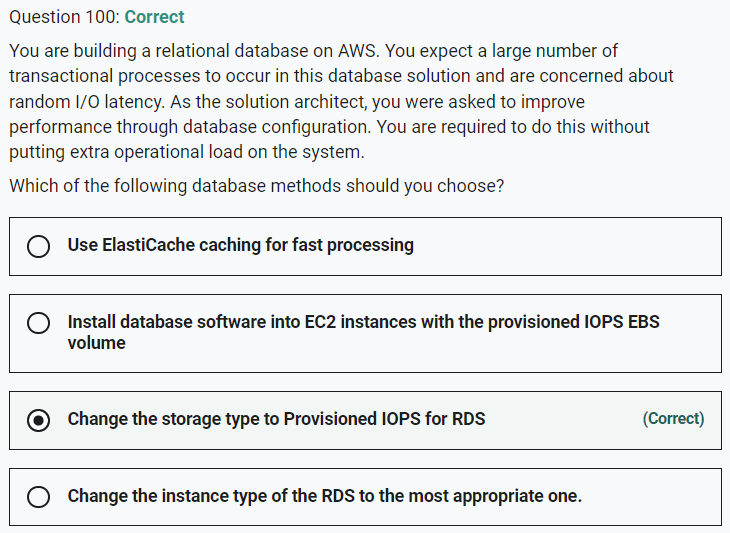 Question 100: Correct
You are building a relational database on AWS. You expect a large number of
transactional processes to occur in this database solution and are concerned about
random I/O latency. As the solution architect, you were asked to improve
performance through database configuration. You are required to do this without
putting extra operational load on the system.
Which of the following database methods should you choose?
Use ElastiCache caching for fast processing
Install database software into EC2 instances with the provisioned IOPS EBS
volume
Change the storage type to Provisioned IOPS for RDS (Correct)
Change the instance type of the RDS to the most appropriate one.